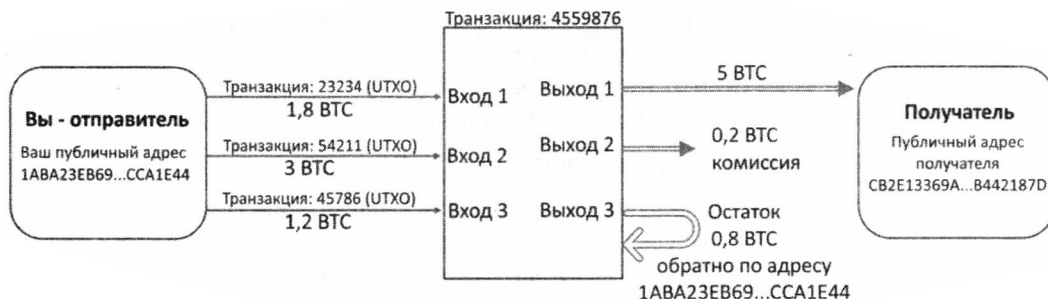 Транзакция: 4559876
Вы - отправитель
Ваш публичный адрес
1ABA23EB69...CCA1E44
Транзакция: 23234 (UTXO)
1,8 BTC
Транзакция: 54211 (UTXO)
3 BTC
Транзакция: 45786 (UTXO)
1,2 BTC
Вход 1
Вход 2
Вход 3
Выход 1
Выход 2
Выход 3
5 BTC
0,2 BTC
комиссия
Остаток
0,8 BTC
обратно по адресу
1ABA23EB69...CCA1E44
Получатель
Публичный адрес
получателя
CB2E13369A...B442187D